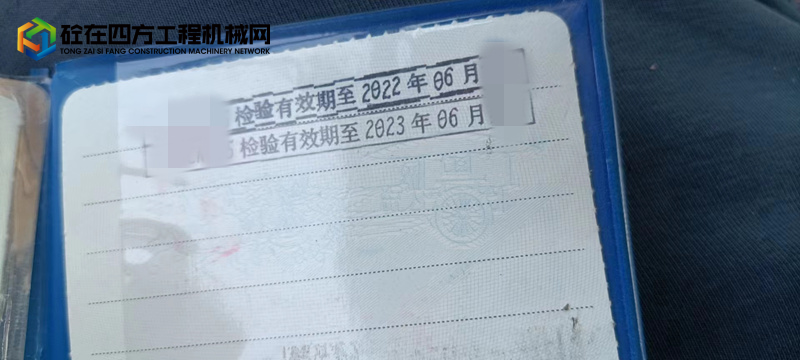 砼在四方工程机械网
TONG ZAI SI FANG CONSTRUCTION MACHINERY NETWORK
检验有效期至2022年06月
检验有效期至2023年06月